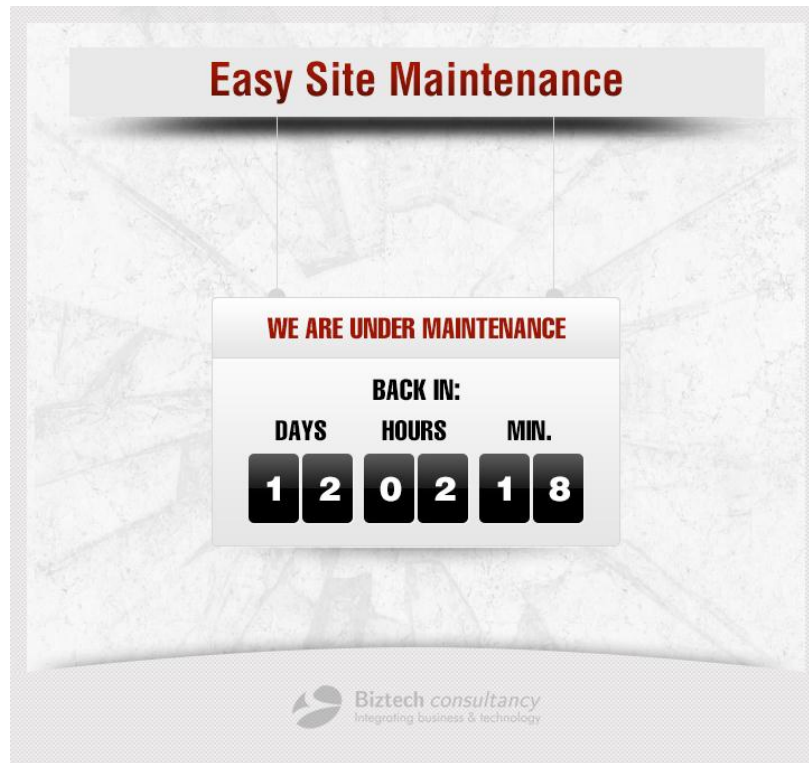 Easy Site Maintenance
WE ARE UNDER MAINTENANCE
BACK IN:
DAYS HOURS MIN.
1 2 0 2 1 8
Biztech consultancy
Integrating business & technology